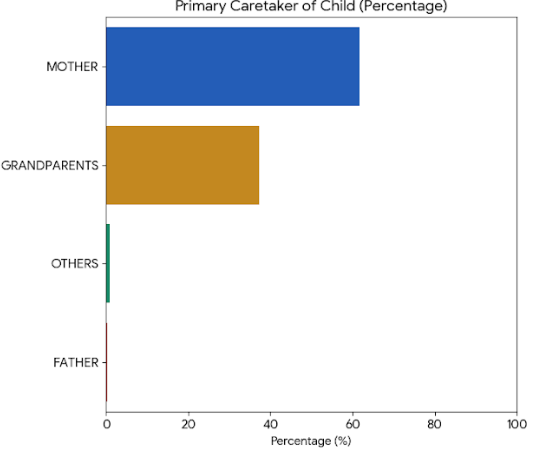 Primary Caretaker of Child (Percentage)
MOTHER
GRANDPARENTS
OTHERS
FATHER
0 20 40 60 80 100
Percentage (%)